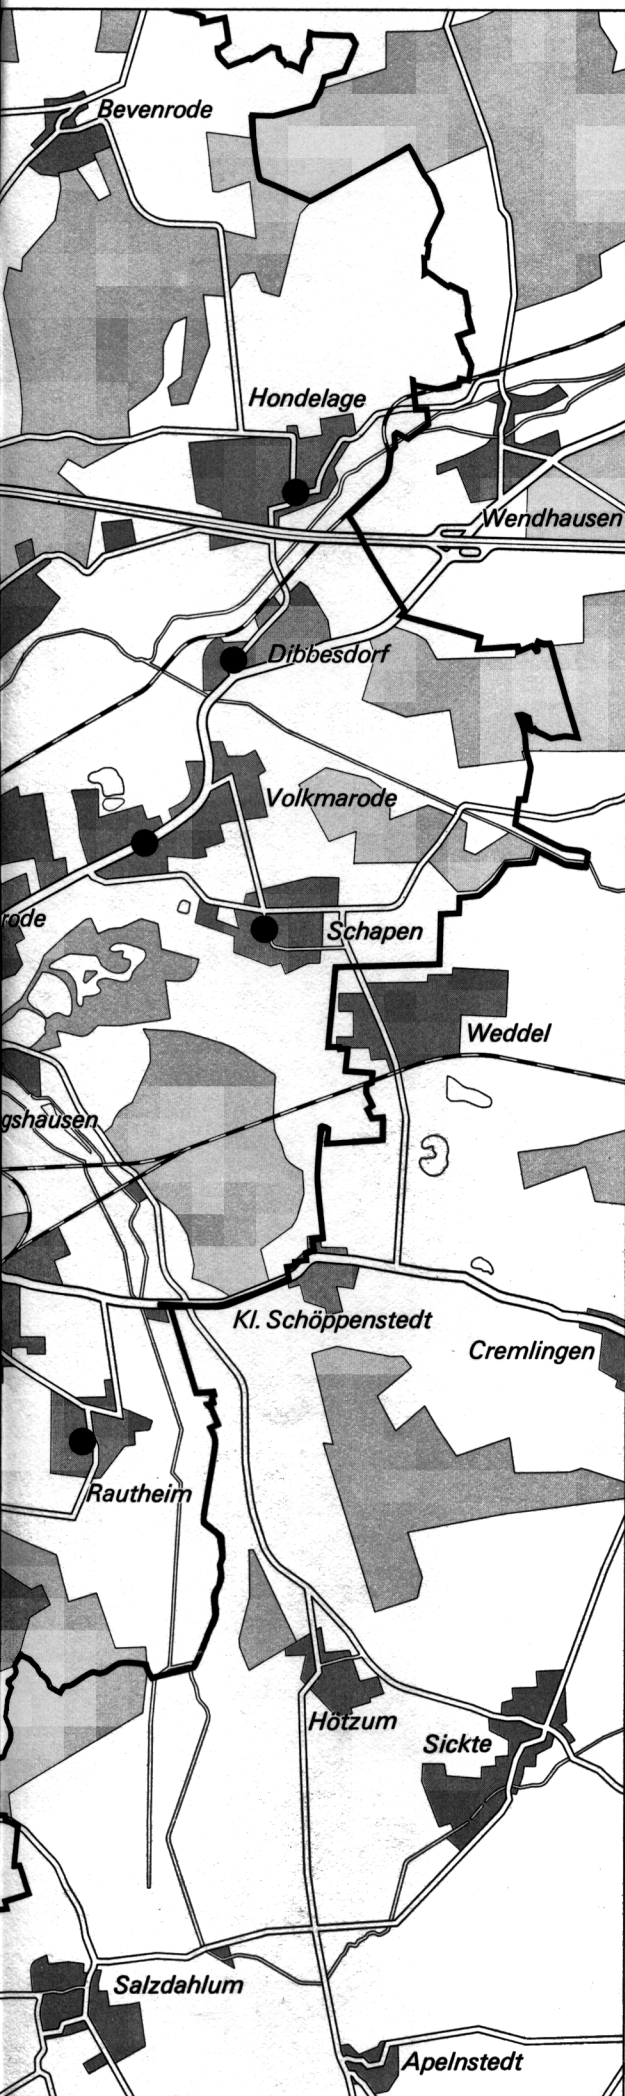 Bevenrode
Hondelage
Wendhausen
Dibbesdorf
Volkmarode
rode
Schapen
Weddel
gshausen
Kl. Schöppenstedt
Cremlingen
Rautheim
Hötzum
Sickte
Salzdahlum
Apelnstedt